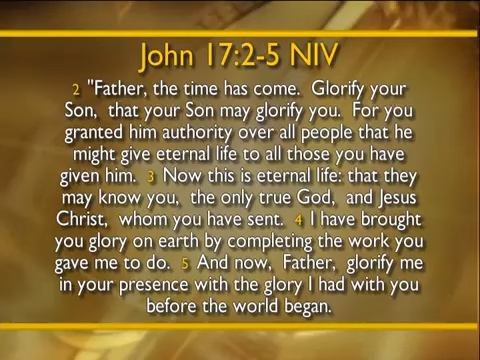 John 17:2-5 NIV
2 "Father, the time has come. Glorify your
Son, that your Son may glorify you. For you
granted him authority over all people that he
might give eternal life to all those you have
given him. 3 Now this is eternal life: that they
may know you, the only true God, and Jesus
Christ, whom you have sent. 4 I have brought
you glory on earth by completing the work you
gave me to do. 5 And now, Father, glorify me
in your presence with the glory I had with you
before the world began.